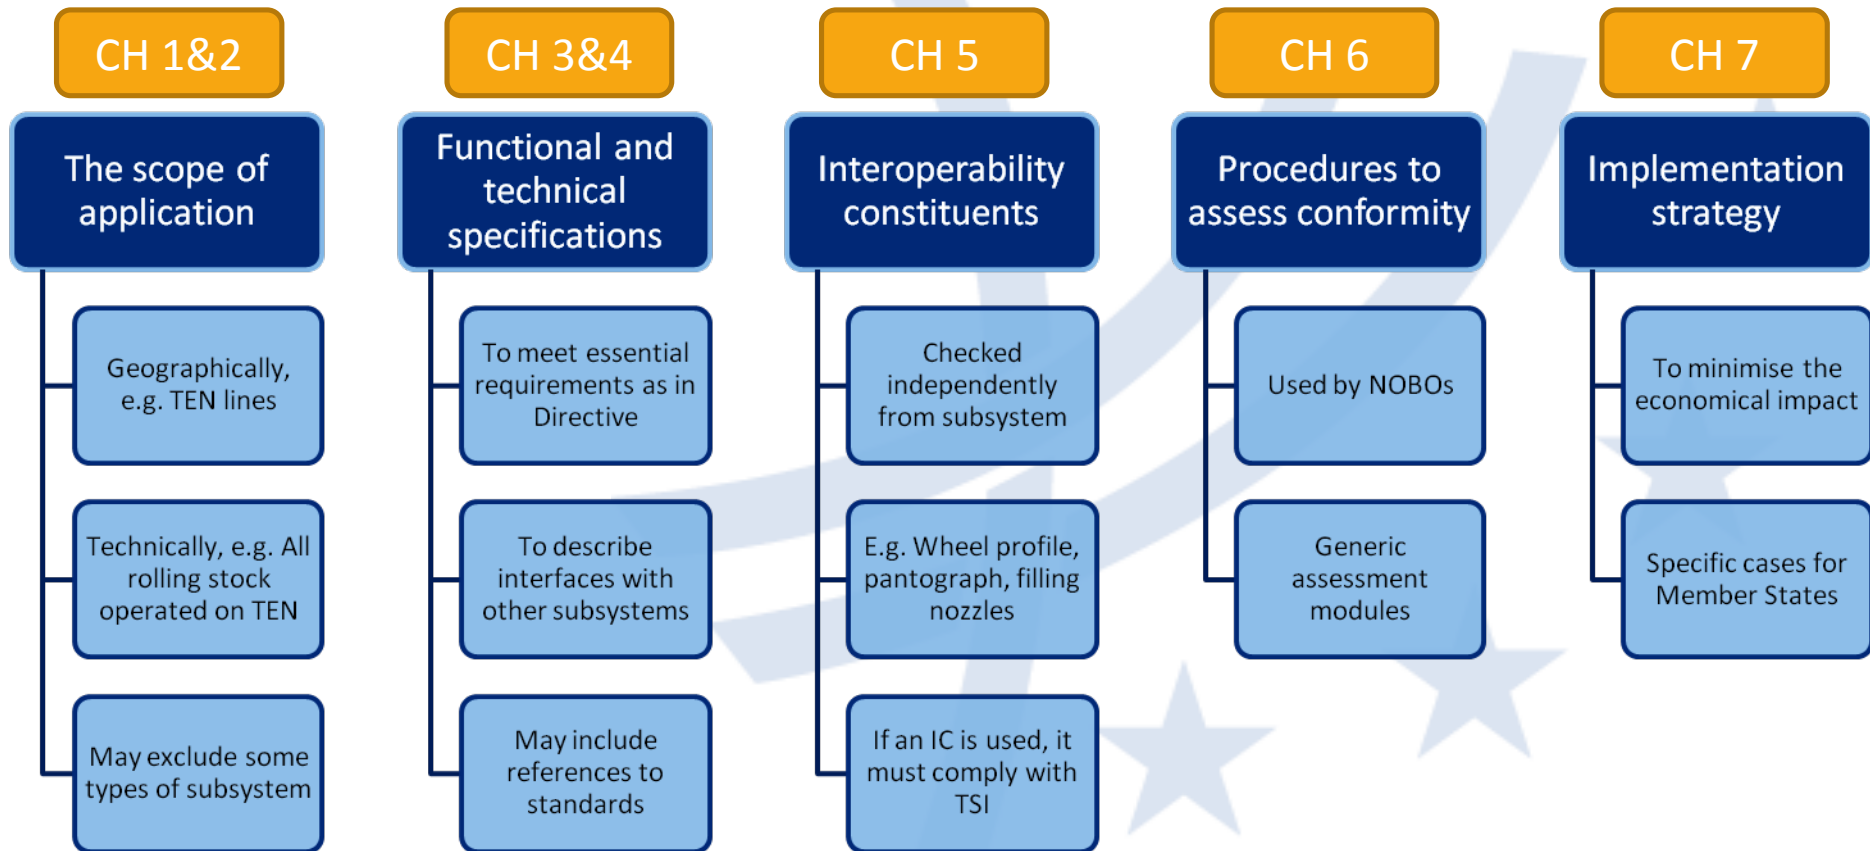 CH 1&2
The scope of
application
Geographically,
e.g. TEN lines
Technically, e.g. All
rolling stock
operated on TEN
May exclude some
types of subsystem
CH 3&4
Functional and
technical
specifications
To meet essential
requirements as in
Directive
To describe
interfaces with
other subsystems
May include
references to
standards
CH 5
Interoperability
constituents
Checked
independently
from subsystem
E.g. Wheel profile,
pantograph, filling
nozzles
If an IC is used, it
must comply with
TSI
CH 6
Procedures to
assess conformity
Used by NOBOs
Generic
assessment
modules
CH 7
Implementation
strategy
To minimise the
economical impact
Specific cases for
Member States